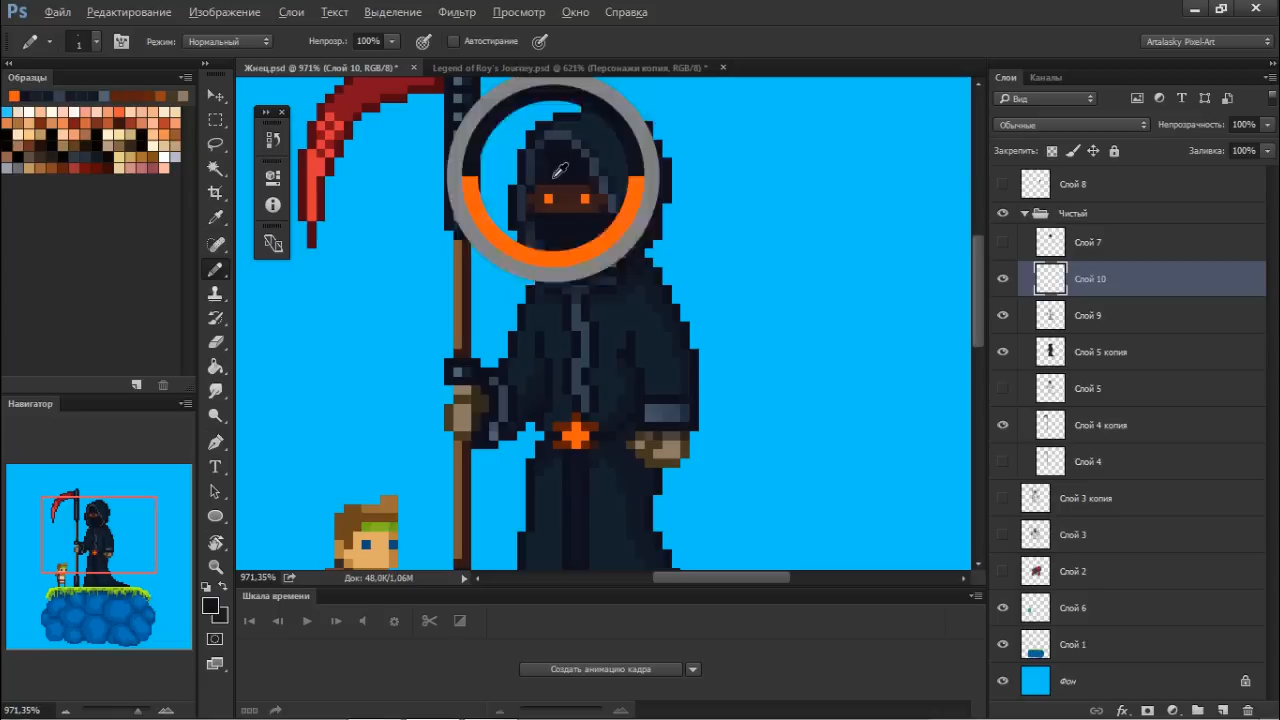 Ps Файл Редактирование Изображение Слои Текст Выделение Фильтр Просмотр Окно Справка
1 Режим: Нормальный Непрозр.: 100% Автостирание Artalasky Pixel-Art
Образцы
Жнец.psd @ 971% (Слой 10, RGB/8) * Legend of Roy's Journey.psd @ 621% (Персонажи копия, RGB/8) *
Слои Каналы
Вид
Обычные Непрозрачность: 100%
Закрепить: Заливка: 100%
Слой 8
Чистый
Слой 7
Слой 10
Слой 9
Слой 5 копия
Слой 5
Слой 4 копия
Слой 4
Слой 3 копия
Слой 3
Слой 2
Слой 6
Слой 1
Фон
Навигатор
971,35%
971,35% Док: 48,0K/1,06M
Шкала времени
Создать анимацию кадра